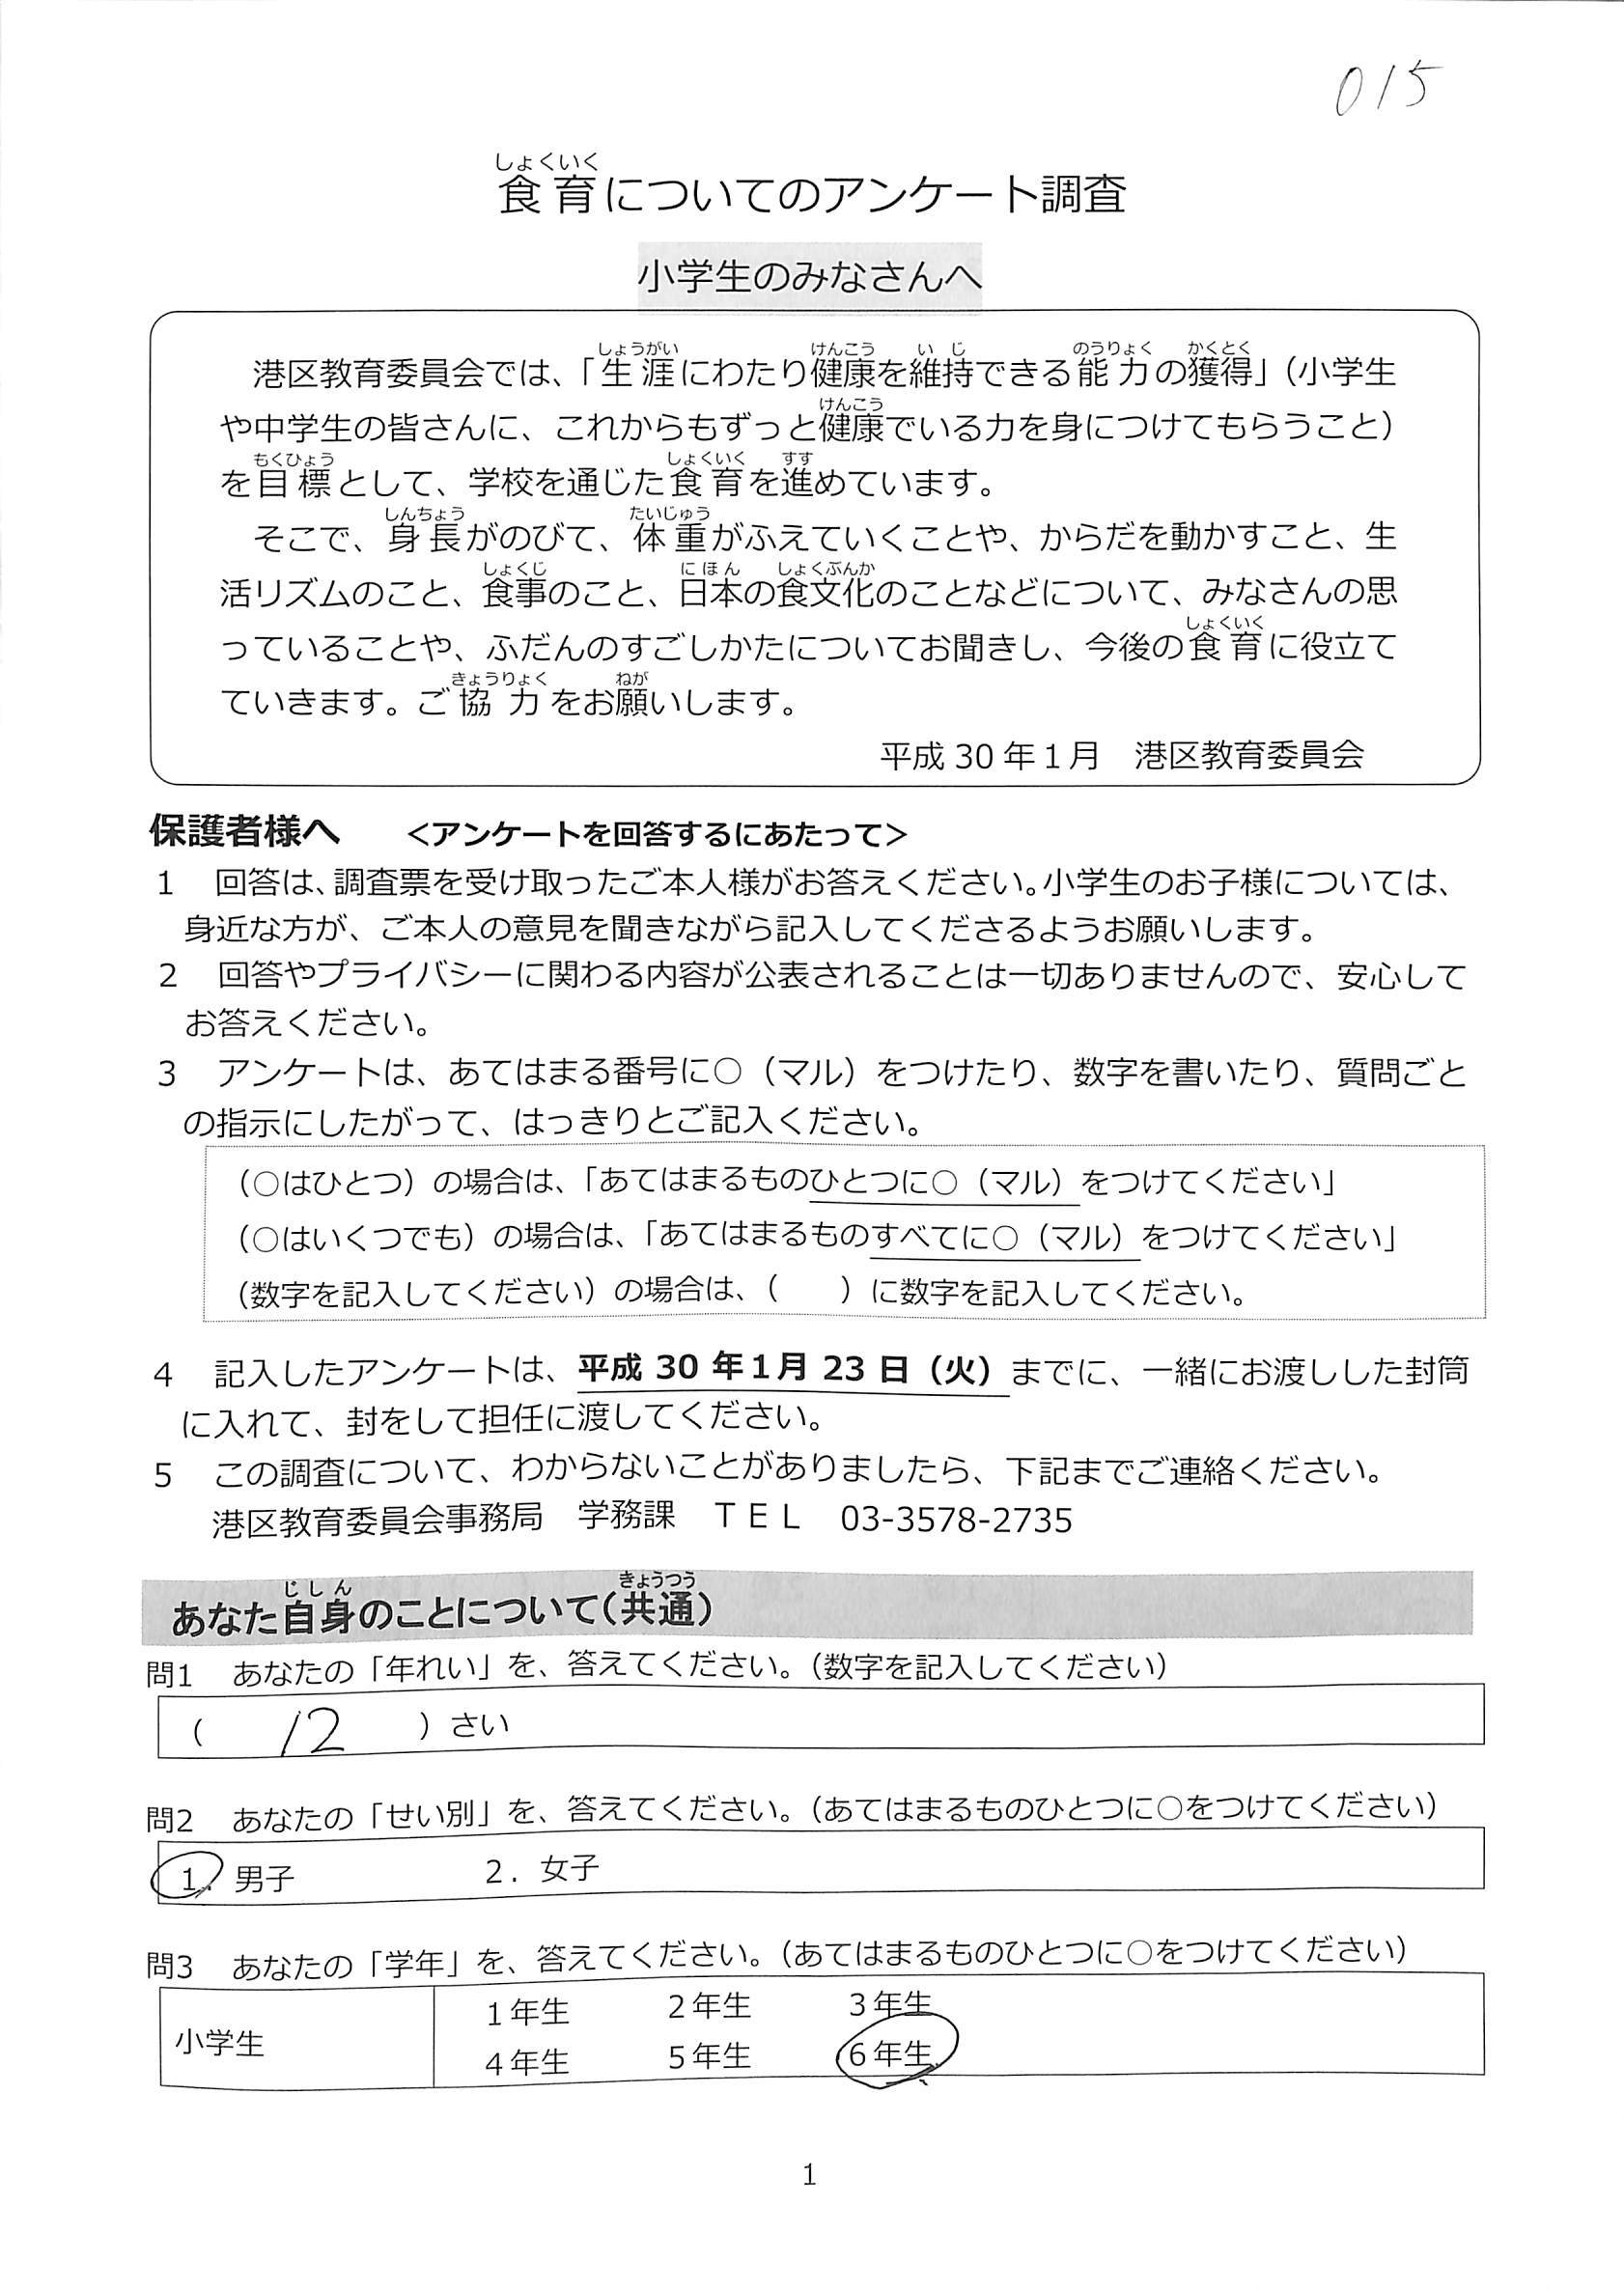 015
食育についてのアンケート調査
小学生のみなさんへ
港区教育委員会では、「生涯にわたり健康を維持できる能力の獲得」（小学生
や中学生の皆さんに、これからもずっと健康でいる力を身につけてもらうこと）
を目標として、学校を通じた食育を進めています。
そこで、身長がのびて、体重がふえていくことや、からだを動かすこと、生
活リズムのこと、食事のこと、日本の食文化のことなどについて、みなさんの思
っていることや、ふだんのすごしかたについてお聞きし、今後の食育に役立て
ていきます。ご協力をお願いします。
平成30年1月　港区教育委員会
保護者様へ　＜アンケートを回答するにあたって＞
1　回答は、調査票を受け取ったご本人様がお答えください。小学生のお子様については、
身近な方が、ご本人の意見を聞きながら記入してくださるようお願いします。
2　回答やプライバシーに関わる内容が公表されることは一切ありませんので、安心して
お答えください。
3　アンケートは、あてはまる番号に○（マル）をつけたり、数字を書いたり、質問ごと
の指示にしたがって、はっきりとご記入ください。
（○はひとつ）の場合は、「あてはまるものひとつに○（マル）をつけてください」
（○はいくつでも）の場合は、「あてはまるものすべてに○（マル）をつけてください」
（数字を記入してください）の場合は、（　　）に数字を記入してください。
4　記入したアンケートは、平成 30 年1月 23 日（火）までに、一緒にお渡しした封筒
に入れて、封をして担任に渡してください。
5　この調査について、わからないことがありましたら、下記までご連絡ください。
港区教育委員会事務局　学務課　ＴＥＬ　03-3578-2735
あなた自身のことについて（共通）
問1　あなたの「年れい」を、答えてください。（数字を記入してください）
（　12　）さい
問2　あなたの「せい別」を、答えてください。（あてはまるものひとつに○をつけてください）
1．男子　2．女子
問3　あなたの「学年」を、答えてください。（あてはまるものひとつに○をつけてください）
小学生
1年生　2年生　3年生
4年生　5年生　6年生
1